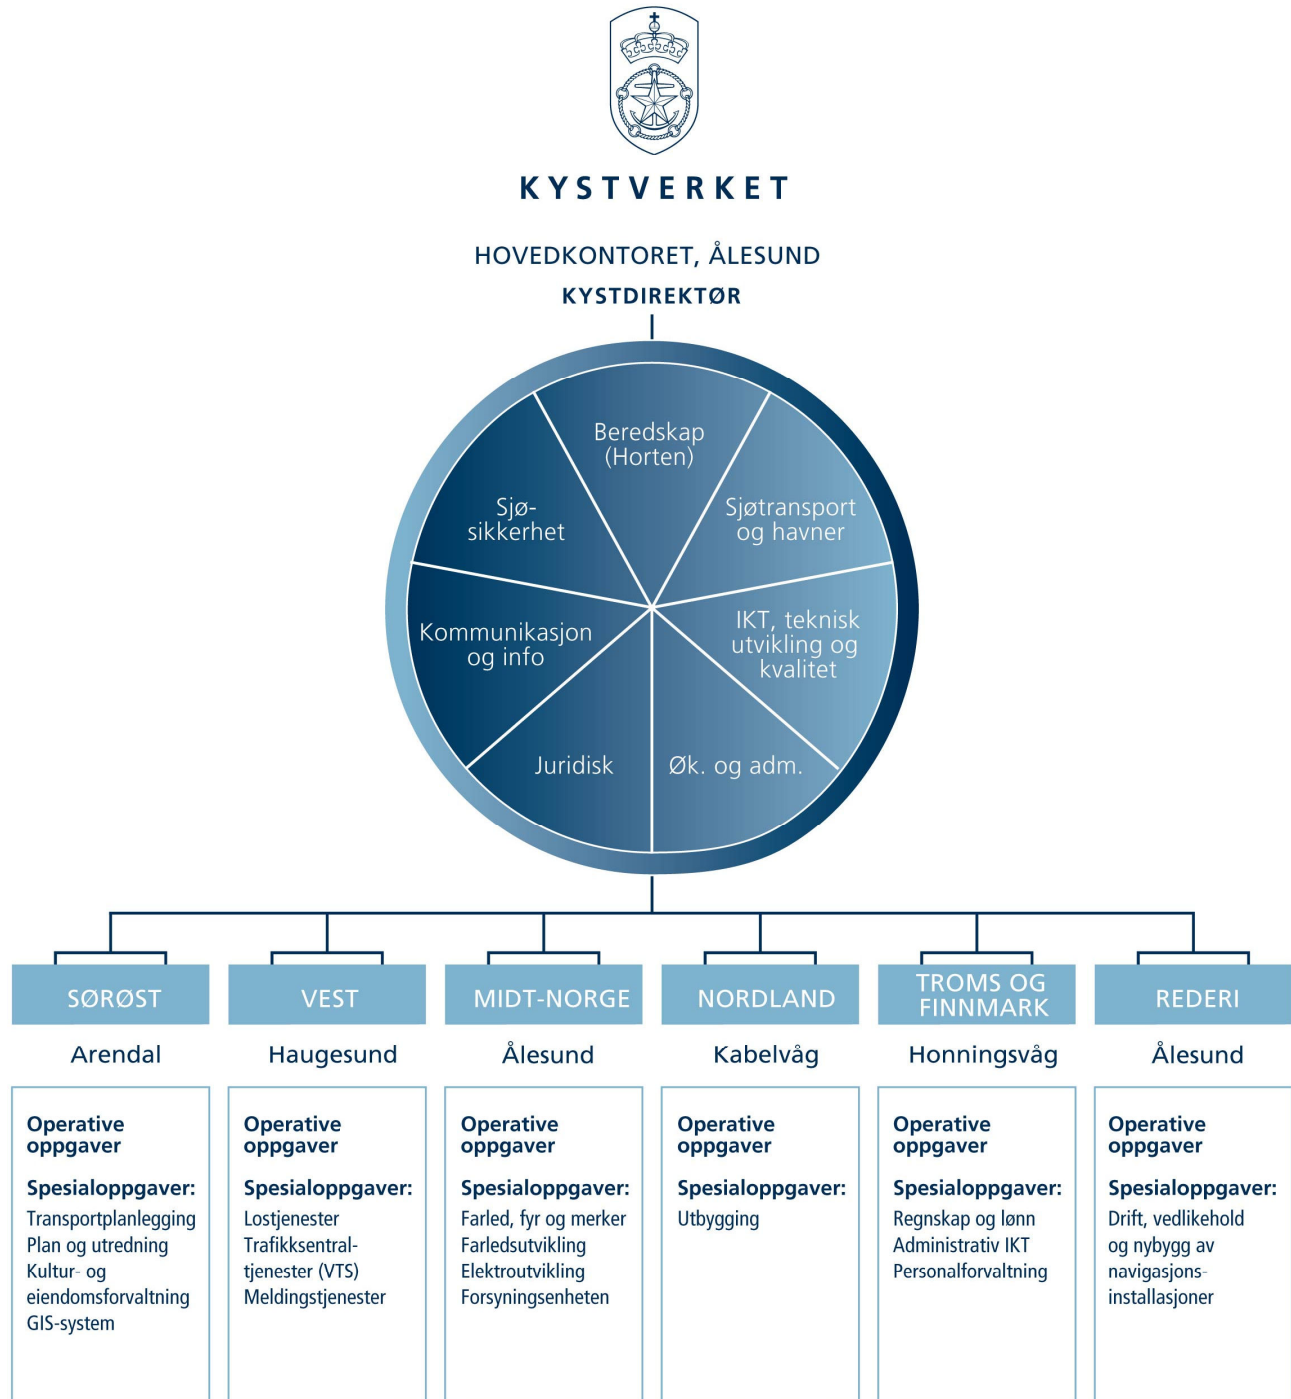 KYSTVERKET
HOVEDKONTORET, ÅLESUND
KYSTDIREKTØR
Beredskap
(Horten)
Sjøtransport
og havner
IKT, teknisk
utvikling og
kvalitet
Øk. og adm.
Juridisk
Kommunikasjon
og info
Sjø-
sikkerhet
SØRØST
Arendal
Operative
oppgaver
Spesialoppgaver:
Transportplanlegging
Plan og utredning
Kultur- og
eiendomsforvaltning
GIS-system
VEST
Haugesund
Operative
oppgaver
Spesialoppgaver:
Lostjenester
Trafikksentral-
tjenester (VTS)
Meldingstjenester
MIDT-NORGE
Ålesund
Operative
oppgaver
Spesialoppgaver:
Farled, fyr og merker
Farledsutvikling
Elektroutvikling
Forsyningsenheten
NORDLAND
Kabelvåg
Operative
oppgaver
Spesialoppgaver:
Utbygging
TROMS OG
FINNMARK
Honningsvåg
Operative
oppgaver
Spesialoppgaver:
Regnskap og lønn
Administrativ IKT
Personalforvaltning
REDERI
Ålesund
Operative
oppgaver
Spesialoppgaver:
Drift, vedlikehold
og nybygg av
navigasjons-
installasjoner